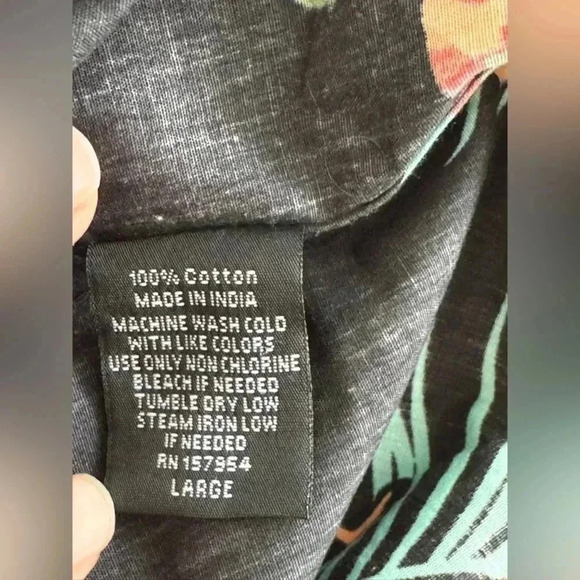 100% Cotton
MADE IN INDIA
MACHINE WASH COLD
WITH LIKE COLORS
USE ONLY NON CHLORINE
BLEACH IF NEEDED
TUMBLE DRY LOW
STEAM IRON LOW
IF NEEDED
RN 157954
LARGE